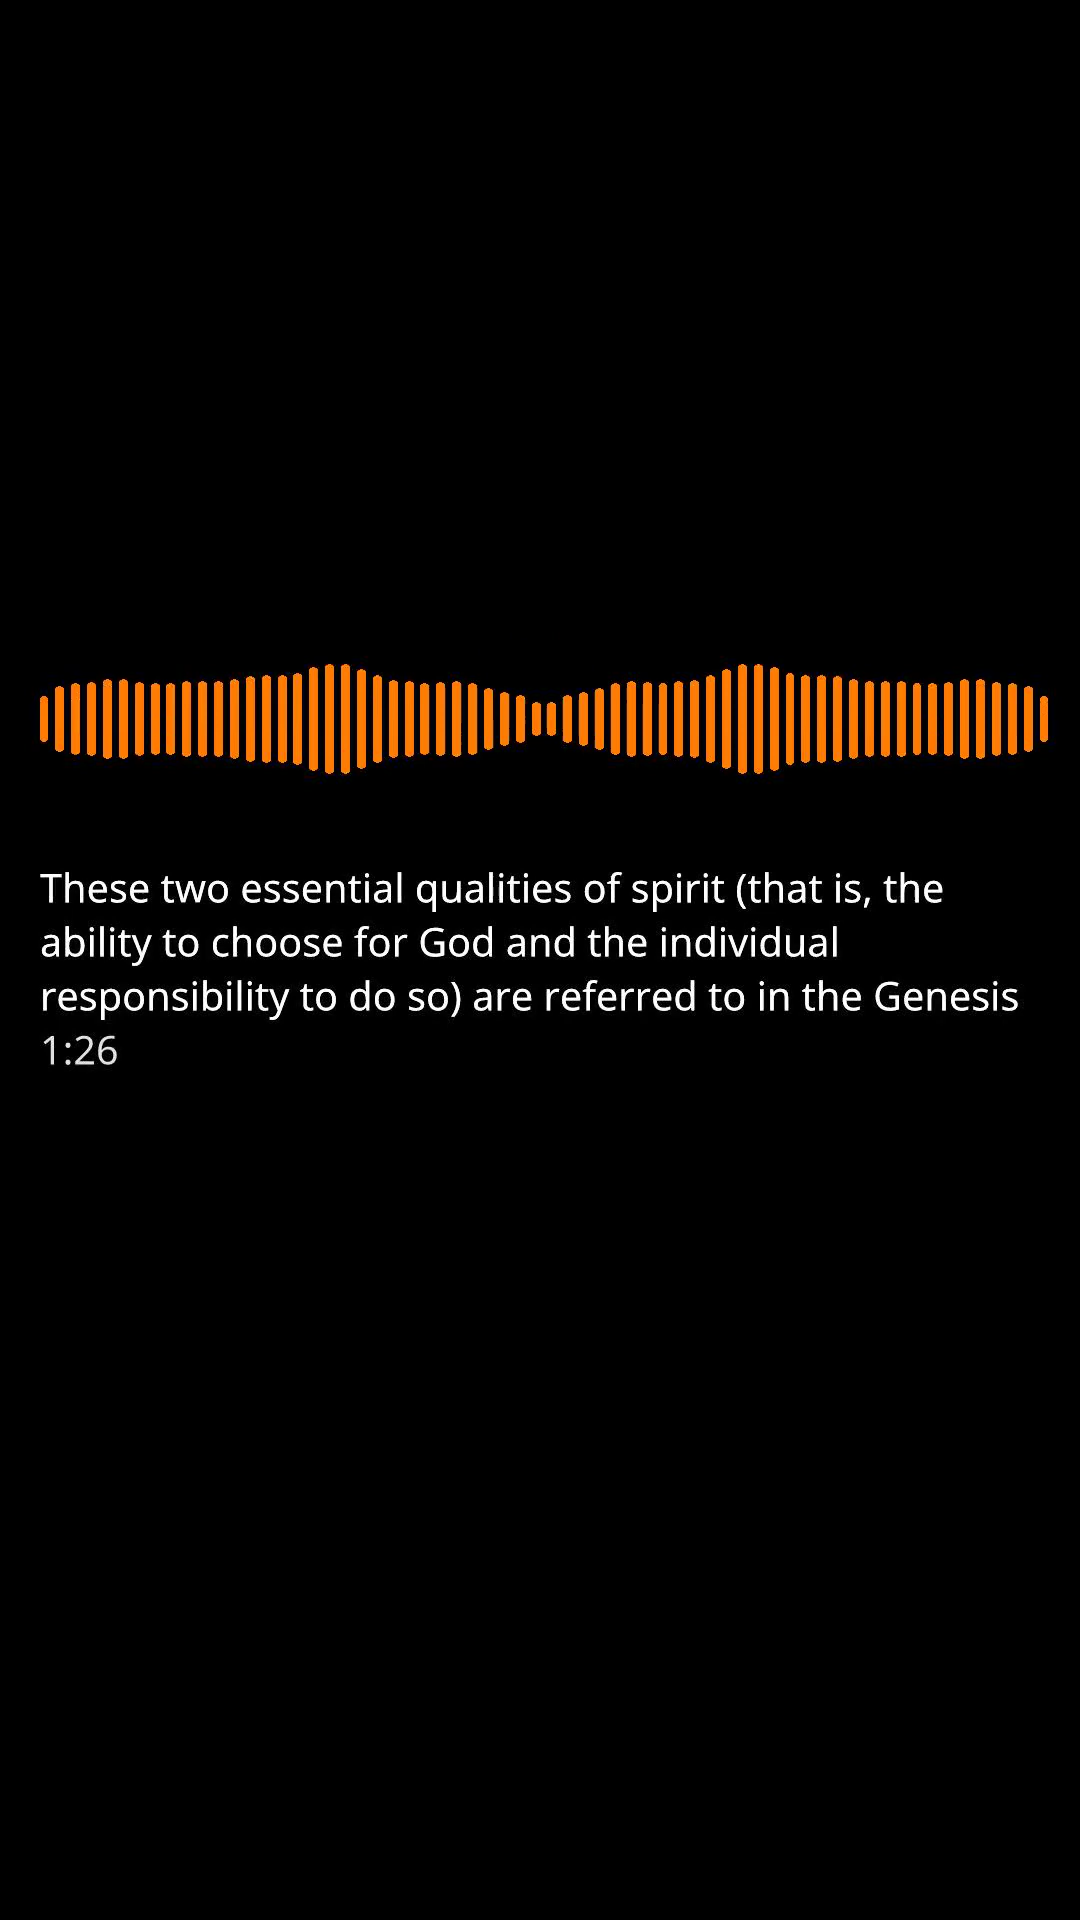 These two essential qualities of spirit (that is, the
ability to choose for God and the individual
responsibility to do so) are referred to in the Genesis
1:26